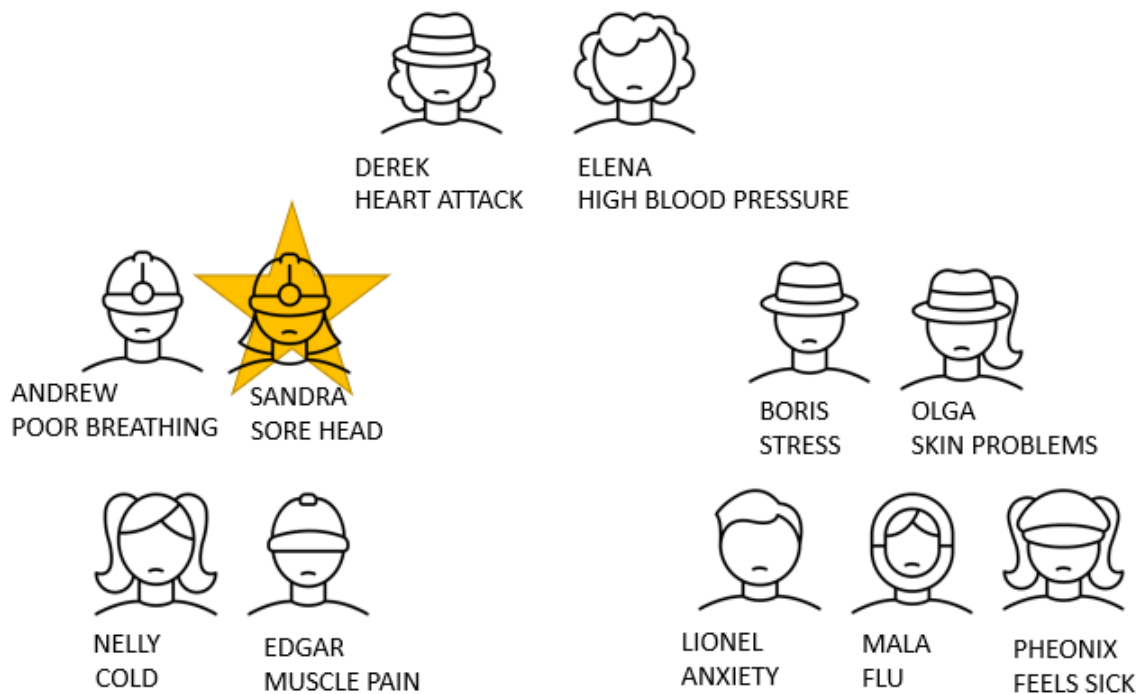 DEREK
HEART ATTACK
ELENA
HIGH BLOOD PRESSURE
ANDREW
POOR BREATHING
SANDRA
SORE HEAD
BORIS
STRESS
OLGA
SKIN PROBLEMS
NELLY
COLD
EDGAR
MUSCLE PAIN
LIONEL
ANXIETY
MALA
FLU
PHEONIX
FEELS SICK